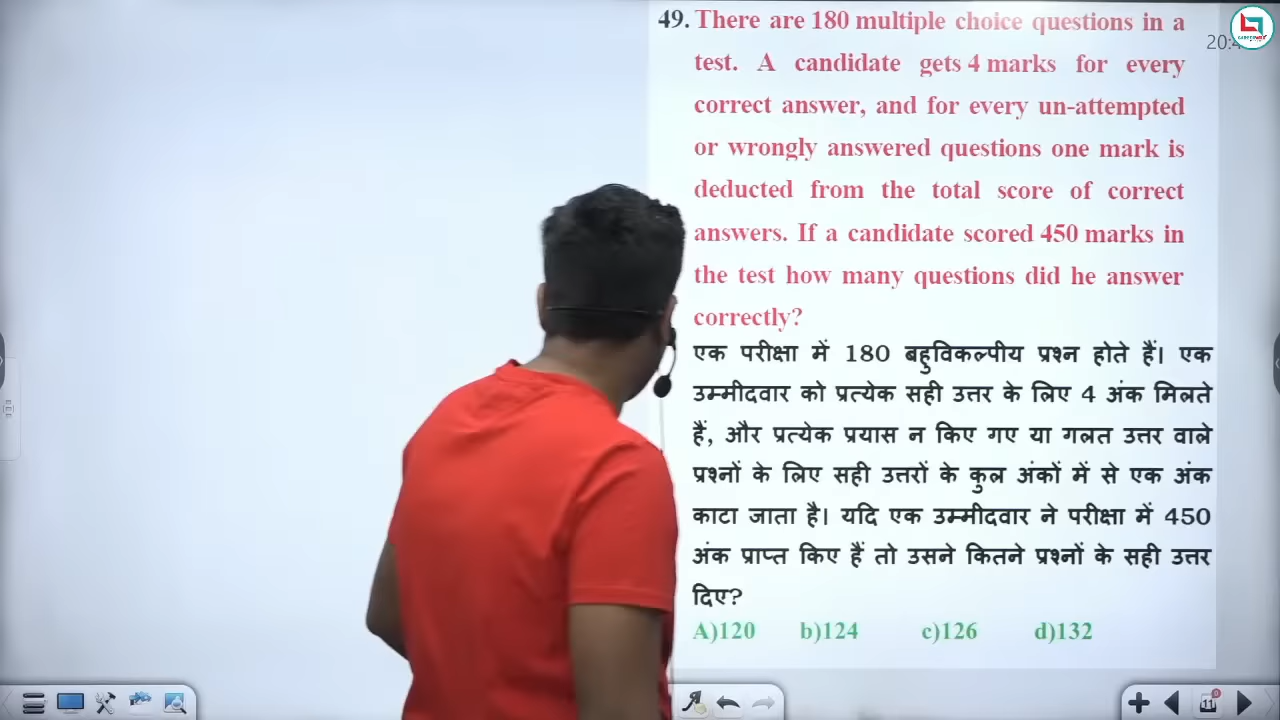 49. There are 180 multiple choice questions in a
test. A candidate gets 4 marks for every
correct answer, and for every un-attempted
or wrongly answered questions one mark is
deducted from the total score of correct
answers. If a candidate scored 450 marks in
the test how many questions did he answer
correctly?
एक परीक्षा में 180 बहुविकल्पीय प्रश्न होते हैं। एक
उम्मीदवार को प्रत्येक सही उत्तर के लिए 4 अंक मिलते
हैं, और प्रत्येक प्रयास न किए गए या गलत उत्तर वाले
प्रश्नों के लिए सही उत्तरों के कुल अंकों में से एक अंक
काटा जाता है। यदि एक उम्मीदवार ने परीक्षा में 450
अंक प्राप्त किए हैं तो उसने कितने प्रश्नों के सही उत्तर
दिए?
A)120 b)124 c)126 d)132
11